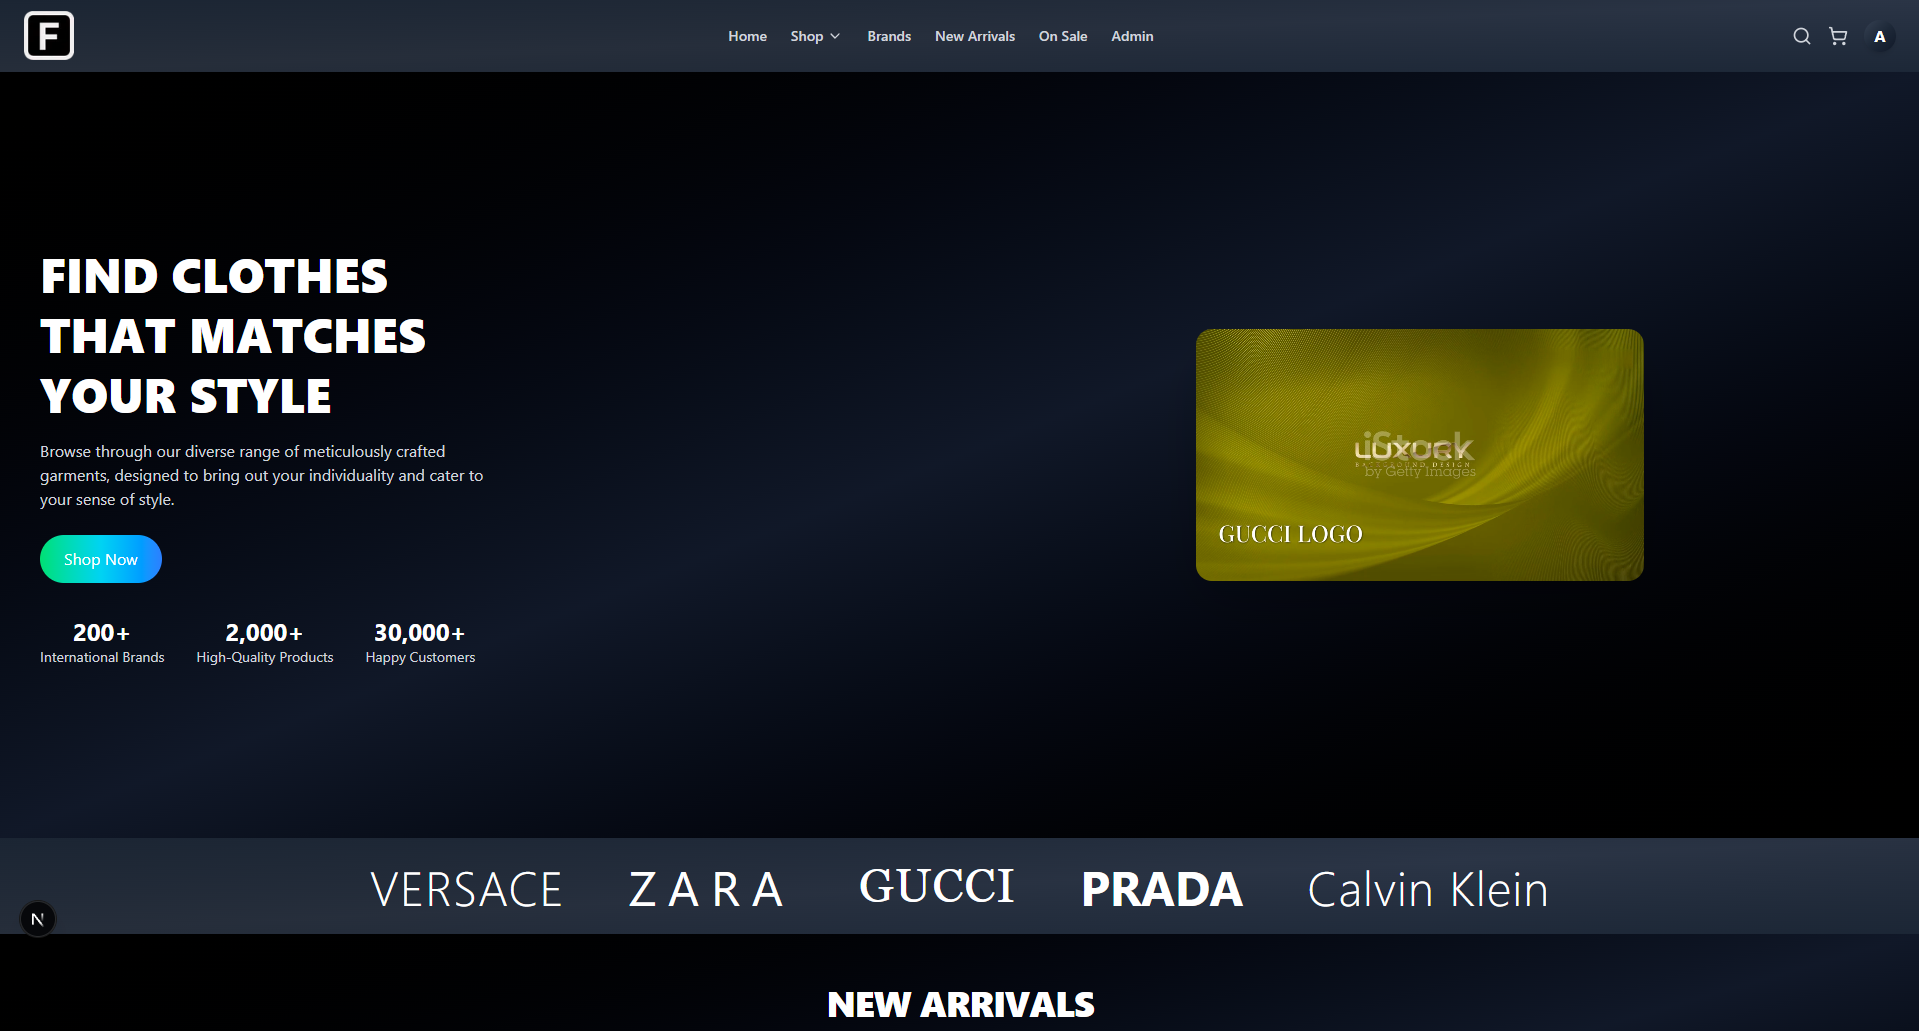 F
Home Shop Brands New Arrivals On Sale Admin
A
FIND CLOTHES
THAT MATCHES
YOUR STYLE
Browse through our diverse range of meticulously crafted
garments, designed to bring out your individuality and cater to
your sense of style.
Shop Now
200+ 2,000+ 30,000+
International Brands High-Quality Products Happy Customers
iStock
LUXURY
BACKGROUND DESIGN
by Getty Images
GUCCI LOGO
VERSACE ZARA GUCCI PRADA Calvin Klein
N
NEW ARRIVALS